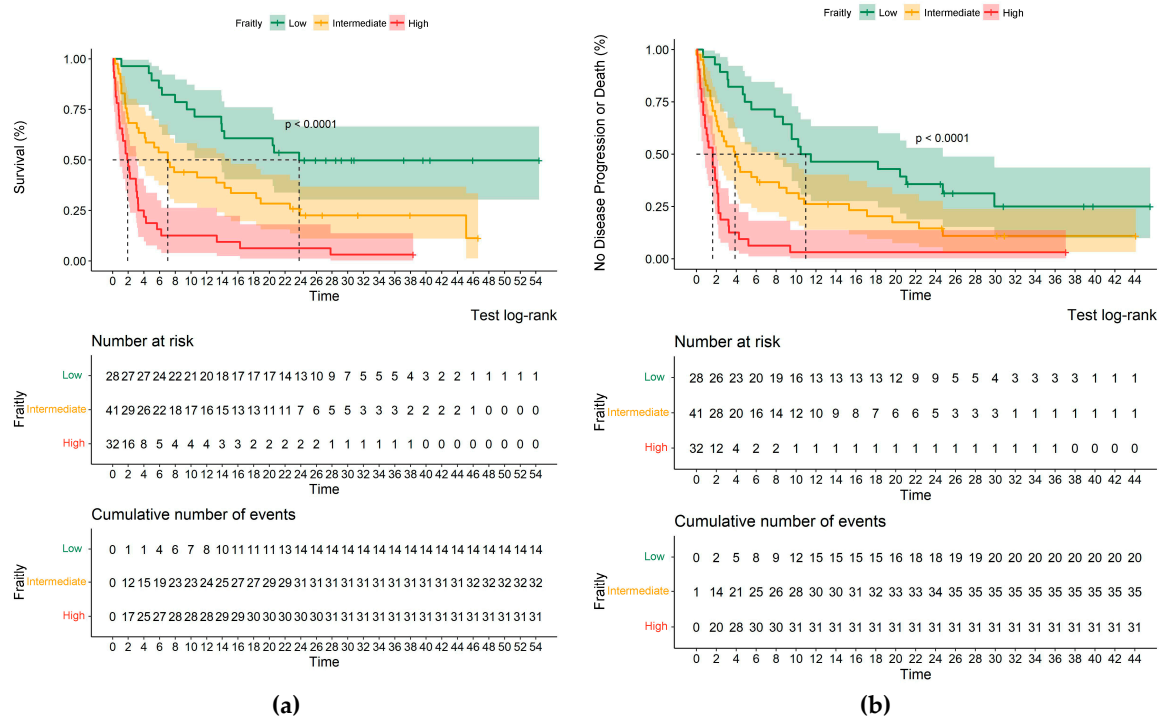 Fraitly Low Intermediate High
Survival (%)
1.00
0.75
0.50
0.25
0.00
p < 0.0001
0 2 4 6 8 10 12 14 16 18 20 22 24 26 28 30 32 34 36 38 40 42 44 46 48 50 52 54
Time
Test log-rank
Number at risk
Fraitly
Low 28 27 27 24 22 21 20 18 17 17 17 14 13 10 9 7 5 5 5 4 3 2 2 1 1 1 1 1
Intermediate 41 29 26 22 18 17 16 15 13 13 11 11 7 6 5 5 3 3 3 2 2 2 2 1 0 0 0 0
High 32 16 8 5 4 4 4 3 3 2 2 2 2 2 1 1 1 1 1 1 0 0 0 0 0 0 0 0
0 2 4 6 8 10 12 14 16 18 20 22 24 26 28 30 32 34 36 38 40 42 44 46 48 50 52 54
Time
Cumulative number of events
Fraitly
Low 0 1 1 4 6 7 8 10 11 11 11 13 14 14 14 14 14 14 14 14 14 14 14 14 14 14 14 14
Intermediate 0 12 15 19 23 23 24 25 27 27 29 29 31 31 31 31 31 31 31 31 31 31 31 32 32 32 32 32
High 0 17 25 27 28 28 28 29 29 30 30 30 30 30 31 31 31 31 31 31 31 31 31 31 31 31 31 31
0 2 4 6 8 10 12 14 16 18 20 22 24 26 28 30 32 34 36 38 40 42 44 46 48 50 52 54
Time
(a)
Fraitly Low Intermediate High
No Disease Progression or Death (%)
1.00
0.75
0.50
0.25
0.00
p < 0.0001
0 2 4 6 8 10 12 14 16 18 20 22 24 26 28 30 32 34 36 38 40 42 44
Time
Test log-rank
Number at risk
Fraitly
Low 28 26 23 20 19 16 13 13 13 13 12 9 9 5 5 4 3 3 3 3 1 1 1
Intermediate 41 28 20 16 14 12 10 9 8 7 6 6 5 3 3 3 1 1 1 1 1 1 1
High 32 12 4 2 2 1 1 1 1 1 1 1 1 1 1 1 1 1 1 0 0 0 0
0 2 4 6 8 10 12 14 16 18 20 22 24 26 28 30 32 34 36 38 40 42 44
Time
Cumulative number of events
Fraitly
Low 0 2 5 8 9 12 15 15 15 16 16 18 18 19 19 20 20 20 20 20 20 20 20
Intermediate 1 14 21 25 26 28 30 30 31 32 33 33 34 35 35 35 35 35 35 35 35 35 35
High 0 20 28 30 30 31 31 31 31 31 31 31 31 31 31 31 31 31 31 31 31 31 31
0 2 4 6 8 10 12 14 16 18 20 22 24 26 28 30 32 34 36 38 40 42 44
Time
(b)